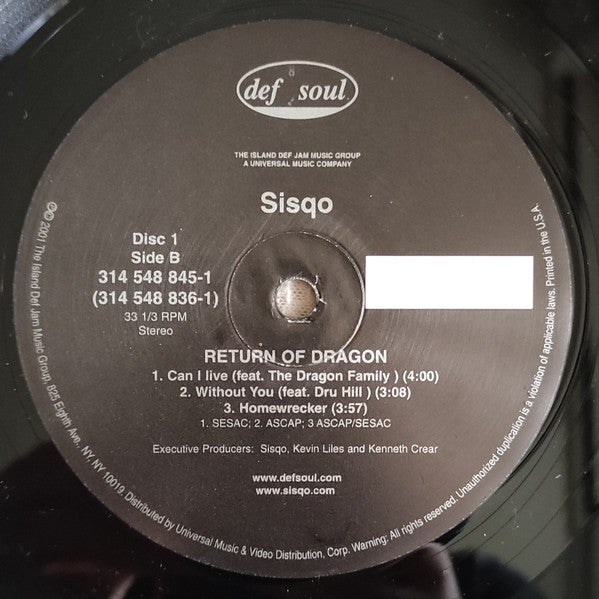 def soul
THE ISLAND DEF JAM MUSIC GROUP
A UNIVERSAL MUSIC COMPANY
Sisqo
Disc 1
Side B
314 548 845-1
(314 548 836-1)
33 1/3 RPM
Stereo
RETURN OF DRAGON
1. Can I live (feat. The Dragon Family ) (4:00)
2. Without You (feat. Dru Hill ) (3:08)
3. Homewrecker (3:57)
1. SESAC; 2. ASCAP; 3 ASCAP/SESAC
Executive Producers: Sisqo, Kevin Liles and Kenneth Crear
www.defsoul.com
www.sisqo.com
℗© 2001 The Island Def Jam Music Group, 825 Eighth Ave., NY, NY 10019. Distributed by Universal Music & Video Distribution, Corp. Warning: All rights reserved. Unauthorized duplication is a violation of applicable laws. Printed in the U.S.A.